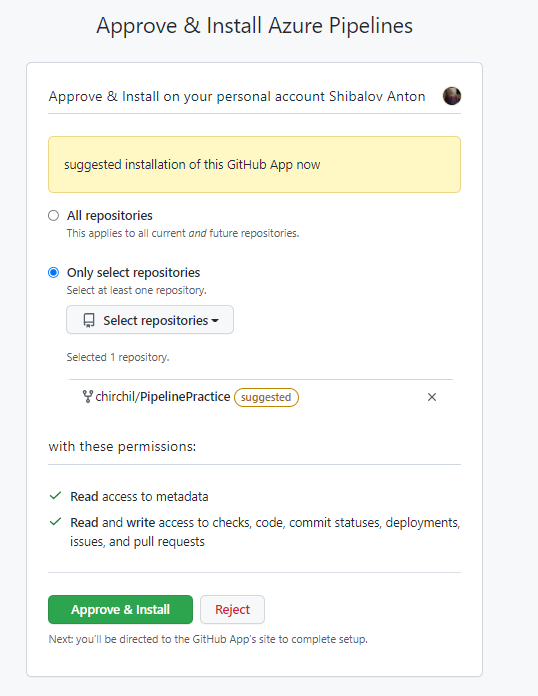 Approve & Install Azure Pipelines
Approve & Install on your personal account Shibalov Anton
suggested installation of this GitHub App now
All repositories
This applies to all current and future repositories.
Only select repositories
Select at least one repository.
Select repositories
Selected 1 repository.
chirchil/PipelinePractice suggested
with these permissions:
Read access to metadata
Read and write access to checks, code, commit statuses, deployments,
issues, and pull requests
Approve & Install Reject
Next: you'll be directed to the GitHub App's site to complete setup.